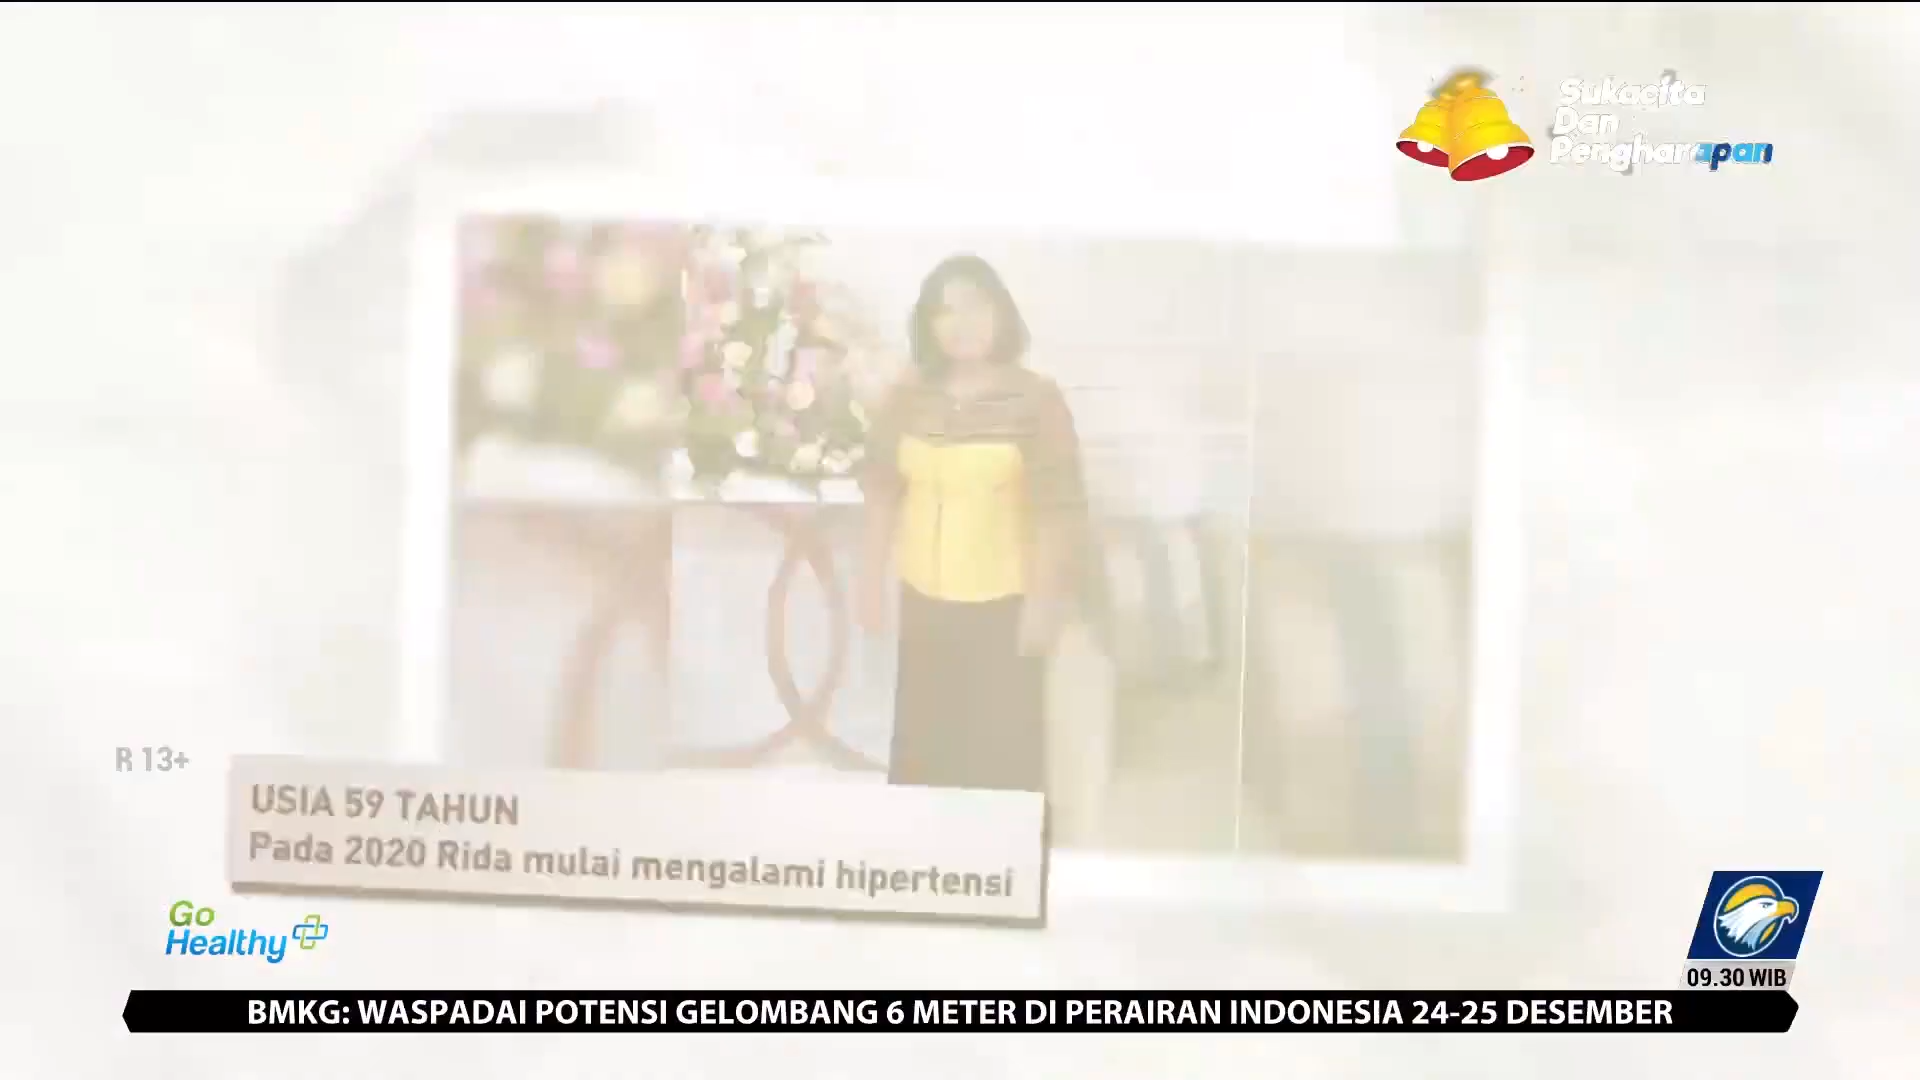 Sukacita
Dan
Pengharapan
R 13+
USIA 59 TAHUN
Pada 2020 Rida mulai mengalami hipertensi
Go
Healthy
09.30 WIB
BMKG: WASPADAI POTENSI GELOMBANG 6 METER DI PERAIRAN INDONESIA 24-25 DESEMBER